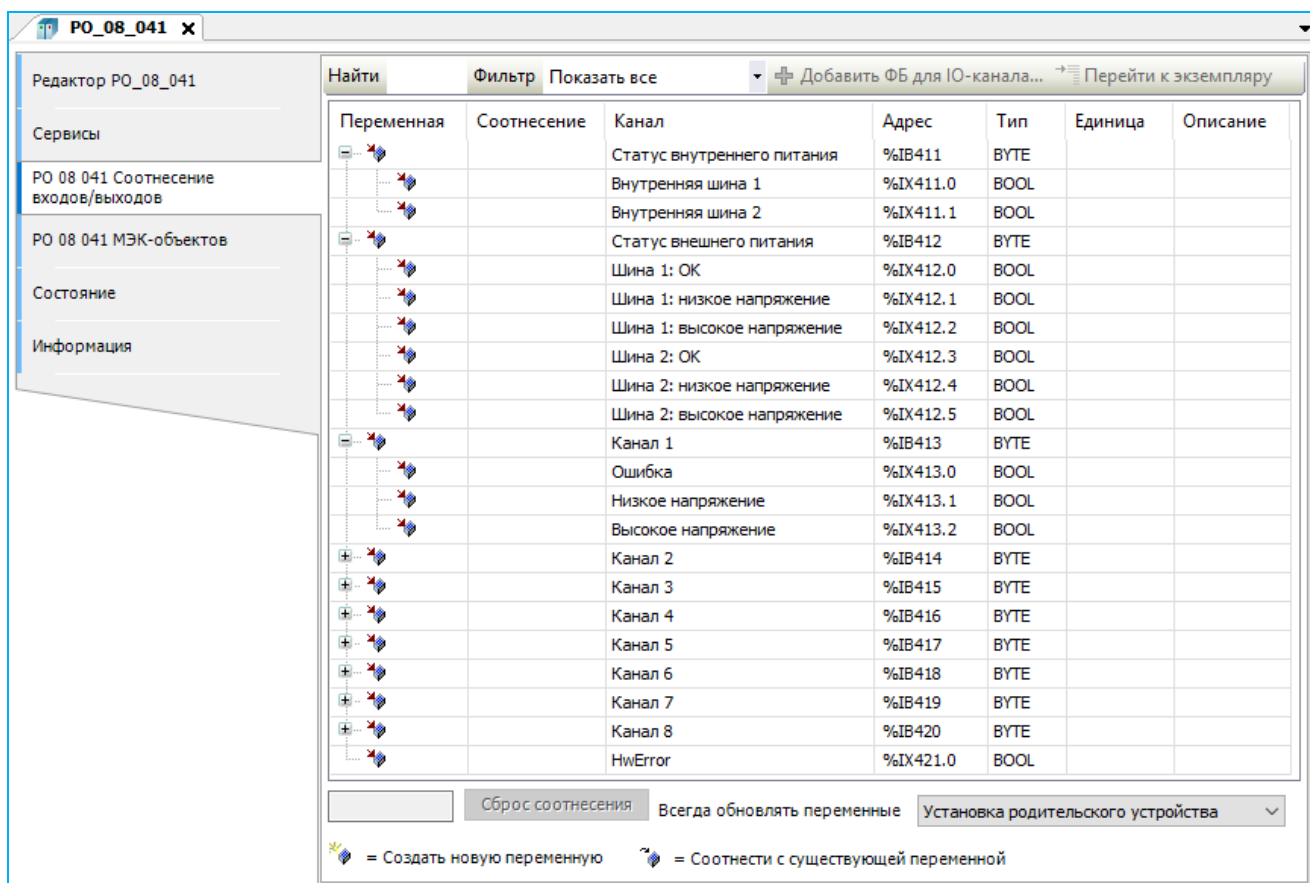 PO_08_041
Редактор PO_08_041
Сервисы
PO 08 041 Соотнесение
входов/выходов
PO 08 041 МЭК-объектов
Состояние
Информация
Найти Фильтр Показать все Добавить ФБ для IO-канала... Перейти к экземпляру
Переменная Соотнесение Канал Адрес Тип Единица Описание
Статус внутреннего питания %IB411 BYTE
Внутренняя шина 1 %IX411.0 BOOL
Внутренняя шина 2 %IX411.1 BOOL
Статус внешнего питания %IB412 BYTE
Шина 1: ОК %IX412.0 BOOL
Шина 1: низкое напряжение %IX412.1 BOOL
Шина 1: высокое напряжение %IX412.2 BOOL
Шина 2: ОК %IX412.3 BOOL
Шина 2: низкое напряжение %IX412.4 BOOL
Шина 2: высокое напряжение %IX412.5 BOOL
Канал 1 %IB413 BYTE
Ошибка %IX413.0 BOOL
Низкое напряжение %IX413.1 BOOL
Высокое напряжение %IX413.2 BOOL
Канал 2 %IB414 BYTE
Канал 3 %IB415 BYTE
Канал 4 %IB416 BYTE
Канал 5 %IB417 BYTE
Канал 6 %IB418 BYTE
Канал 7 %IB419 BYTE
Канал 8 %IB420 BYTE
HwError %IX421.0 BOOL
Сброс соотнесения Всегда обновлять переменные Установка родительского устройства
= Создать новую переменную = Соотнести с существующей переменной